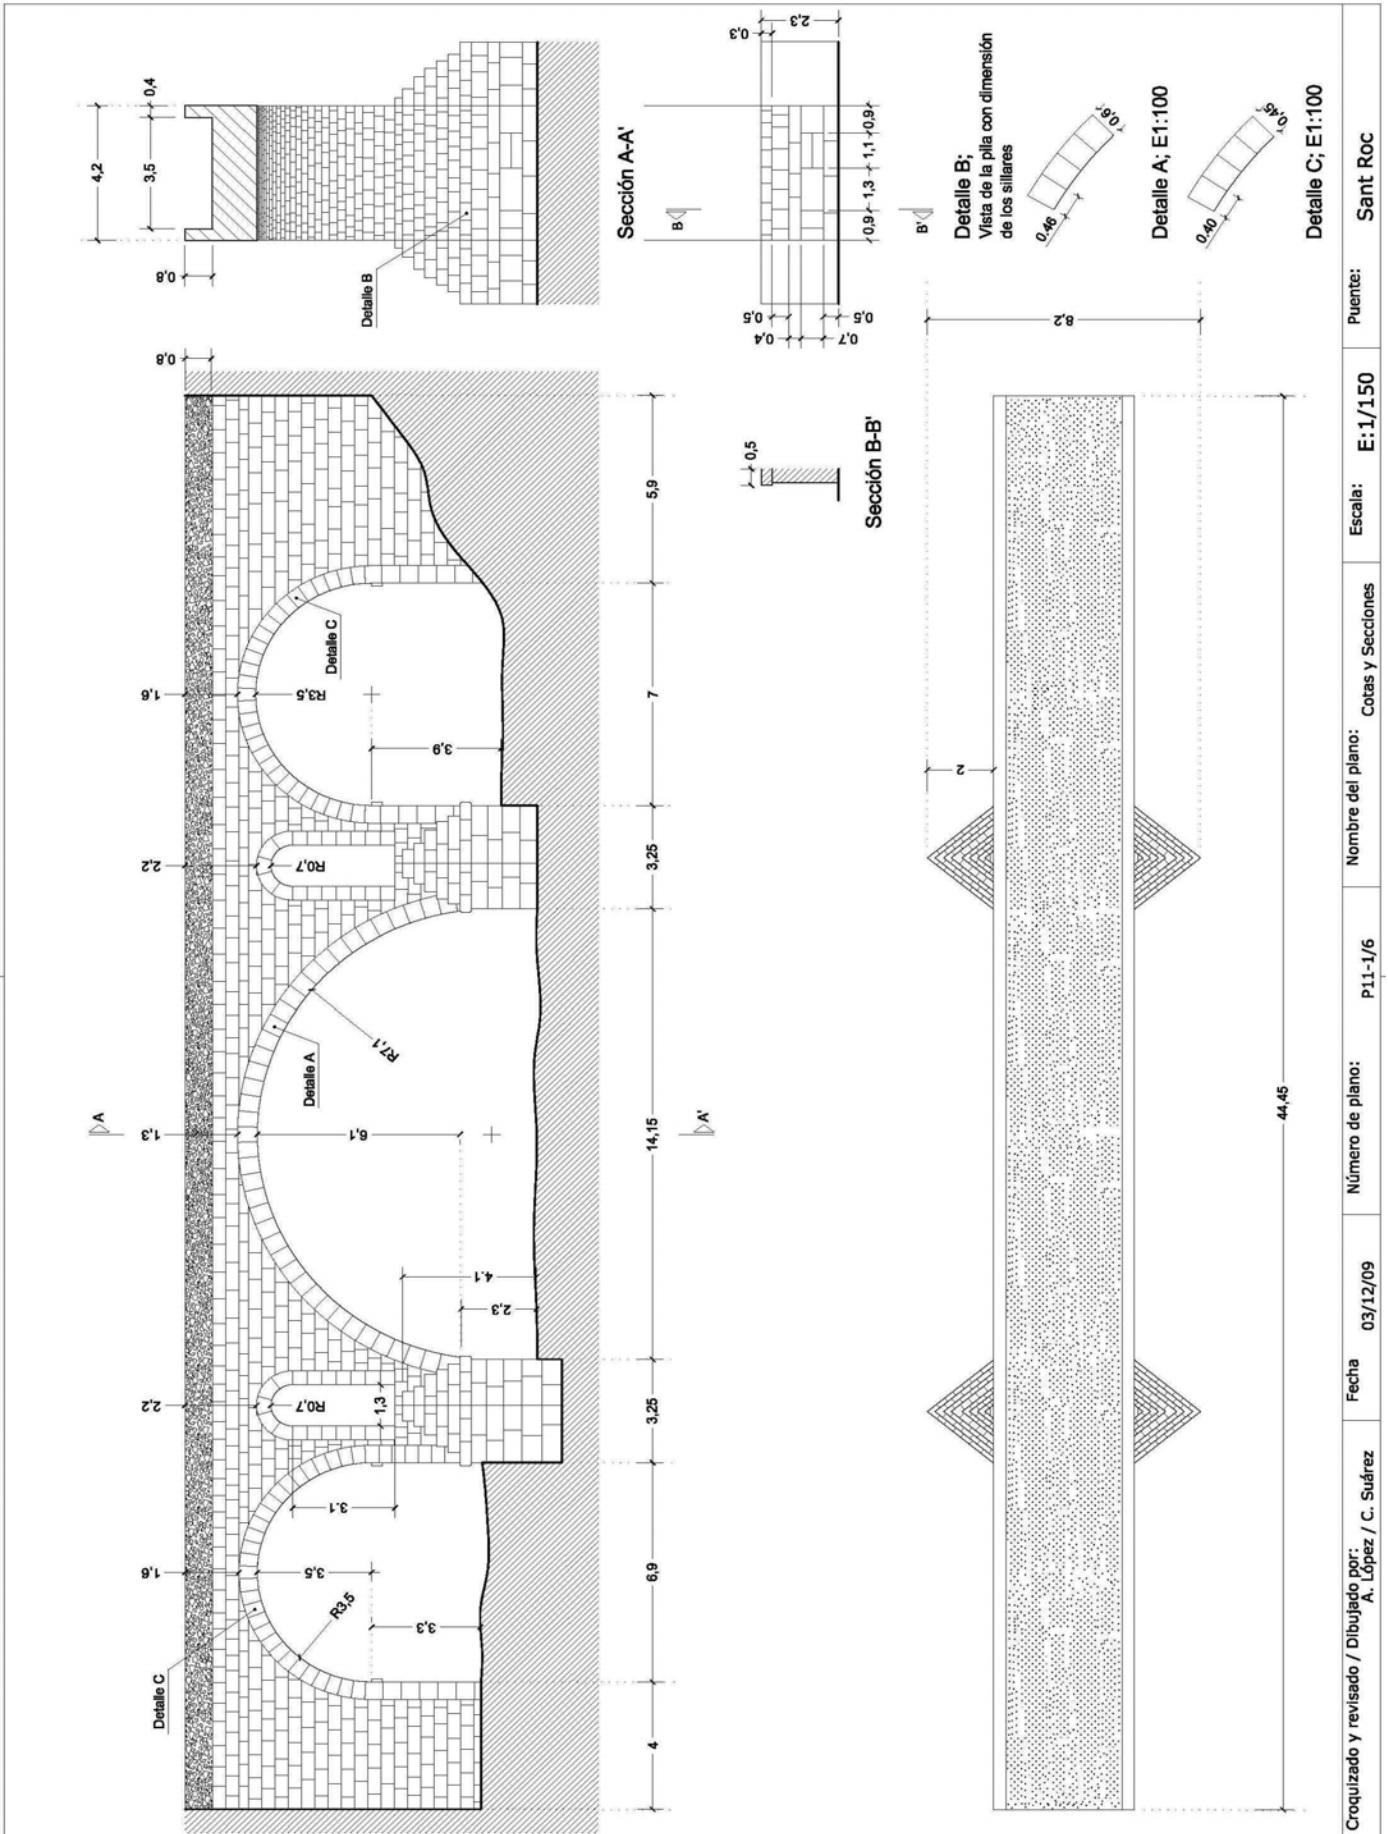 4,2
3,5
0,4
0,8
Detalle B
Sección A-A'
2,3
0,3
B
B'
0,9
1,3
1,1
0,9
0,5
0,4
0,7
0,5
Detalle B;
Vista de la pila con dimensión
de los sillares
0.46
0.6
Detalle A; E1:100
0.40
0.45
Detalle C; E1:100
0,5
Sección B-B'
A
1,6
2,2
1,3
2,2
1,6
0,8
Detalle C
Detalle A
Detalle C
R3,5
3,5
R0,7
6,1
R7,1
R0,7
R3,5
3,3
3.1
1,3
4.1
2,3
3,9
4
6,9
3,25
14,15
3,25
7
5,9
A'
2
8,2
44,45
Croquizado y revisado / Dibujado por:
A. López / C. Suárez
Fecha
03/12/09
Número de plano:
P11-1/6
Nombre del plano:
Cotas y Secciones
Escala:
E:1/150
Puente:
Sant Roc